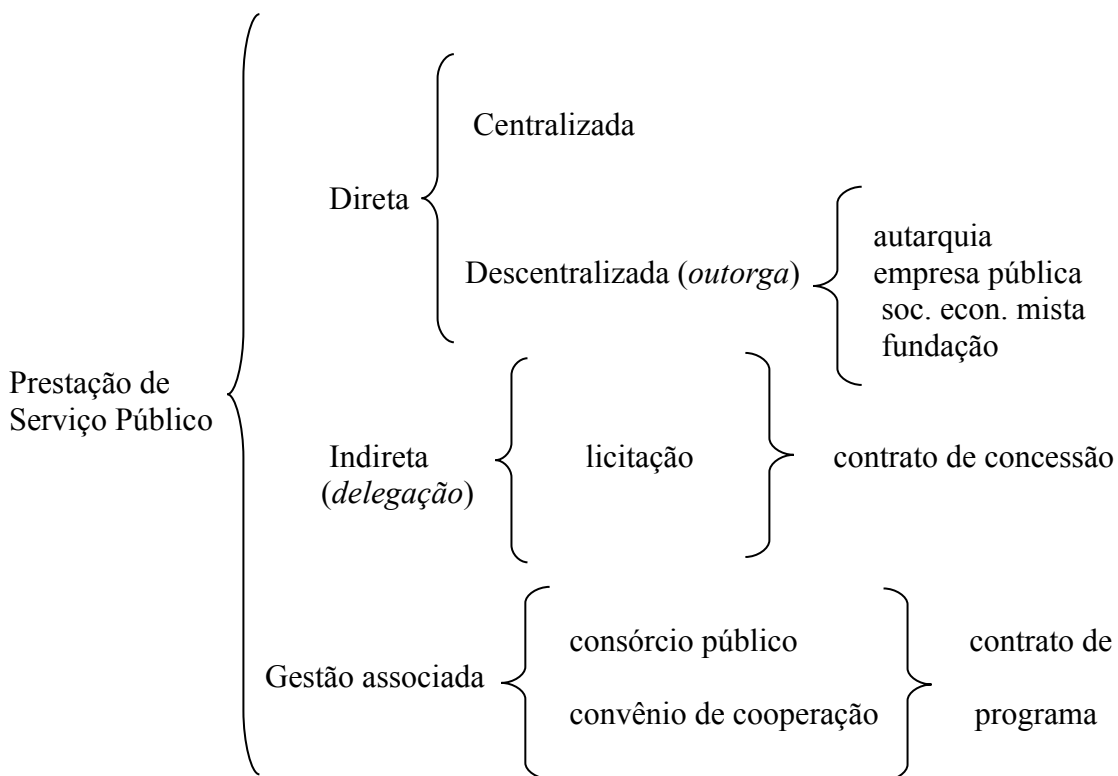 Prestação de
Serviço Público
Direta
Centralizada
Descentralizada (outorga)
autarquia
empresa pública
soc. econ. mista
fundação
Indireta
(delegação)
licitação
contrato de concessão
Gestão associada
consórcio público
convênio de cooperação
contrato de
programa